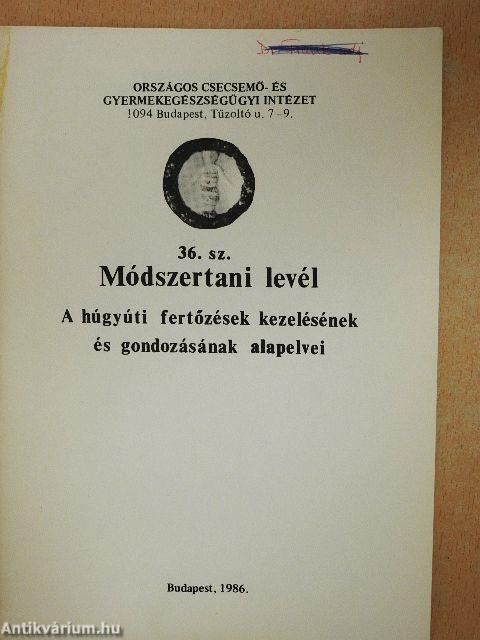 ORSZÁGOS CSECSEMŐ- ÉS
GYERMEKEGÉSZSÉGÜGYI INTÉZET
1094 Budapest, Tűzoltó u. 7-9.
36. sz.
Módszertani levél
A húgyúti fertőzések kezelésének
és gondozásának alapelvei
Budapest, 1986.
Antikvárium.hu